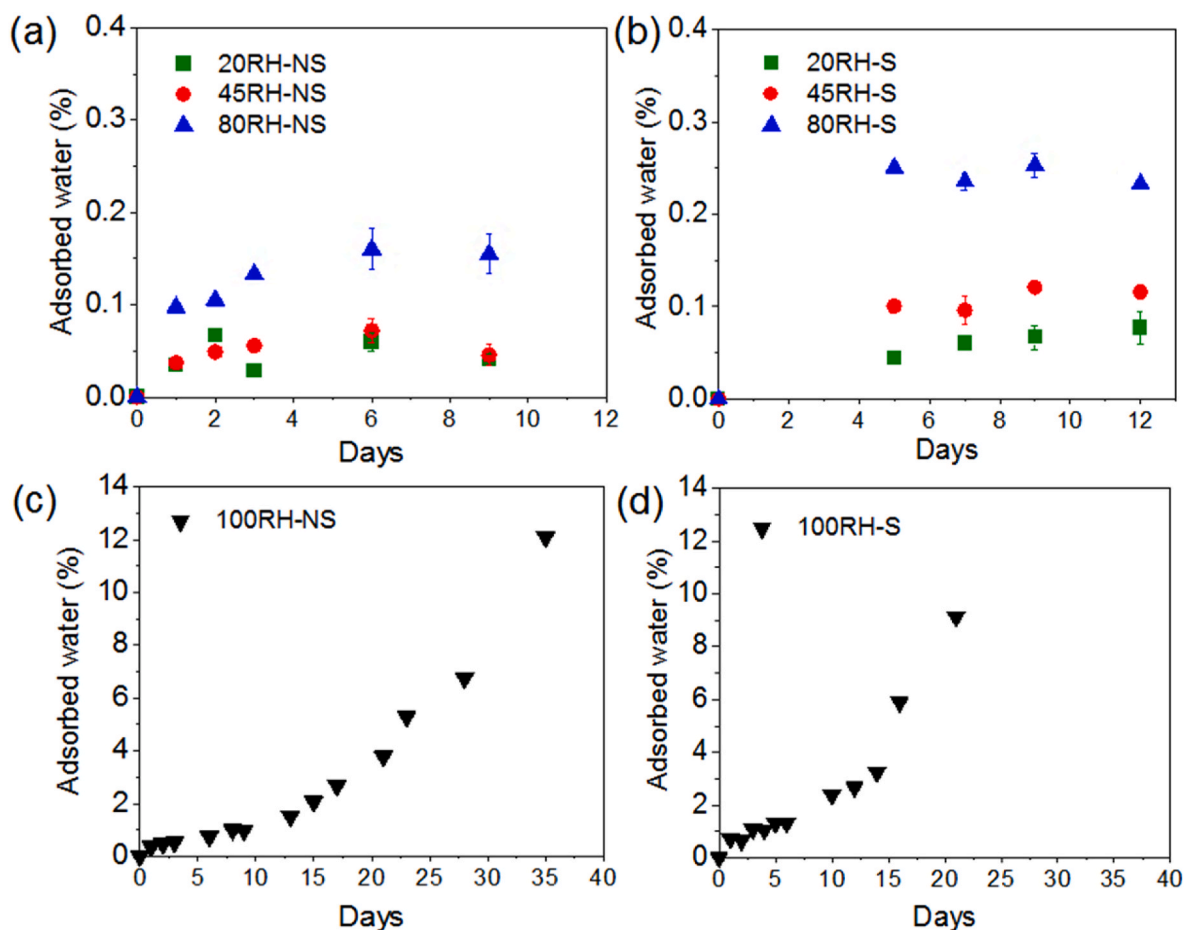 (a)
0.4
0.3
0.2
0.1
0.0
Adsorbed water (%)
20RH-NS
45RH-NS
80RH-NS
0 2 4 6 8 10 12
Days
(b)
0.4
0.3
0.2
0.1
0.0
Adsorbed water (%)
20RH-S
45RH-S
80RH-S
0 2 4 6 8 10 12
Days
(c)
14
12
10
8
6
4
2
0
Adsorbed water (%)
100RH-NS
0 5 10 15 20 25 30 35 40
Days
(d)
14
12
10
8
6
4
2
0
Adsorbed water (%)
100RH-S
0 5 10 15 20 25 30 35 40
Days